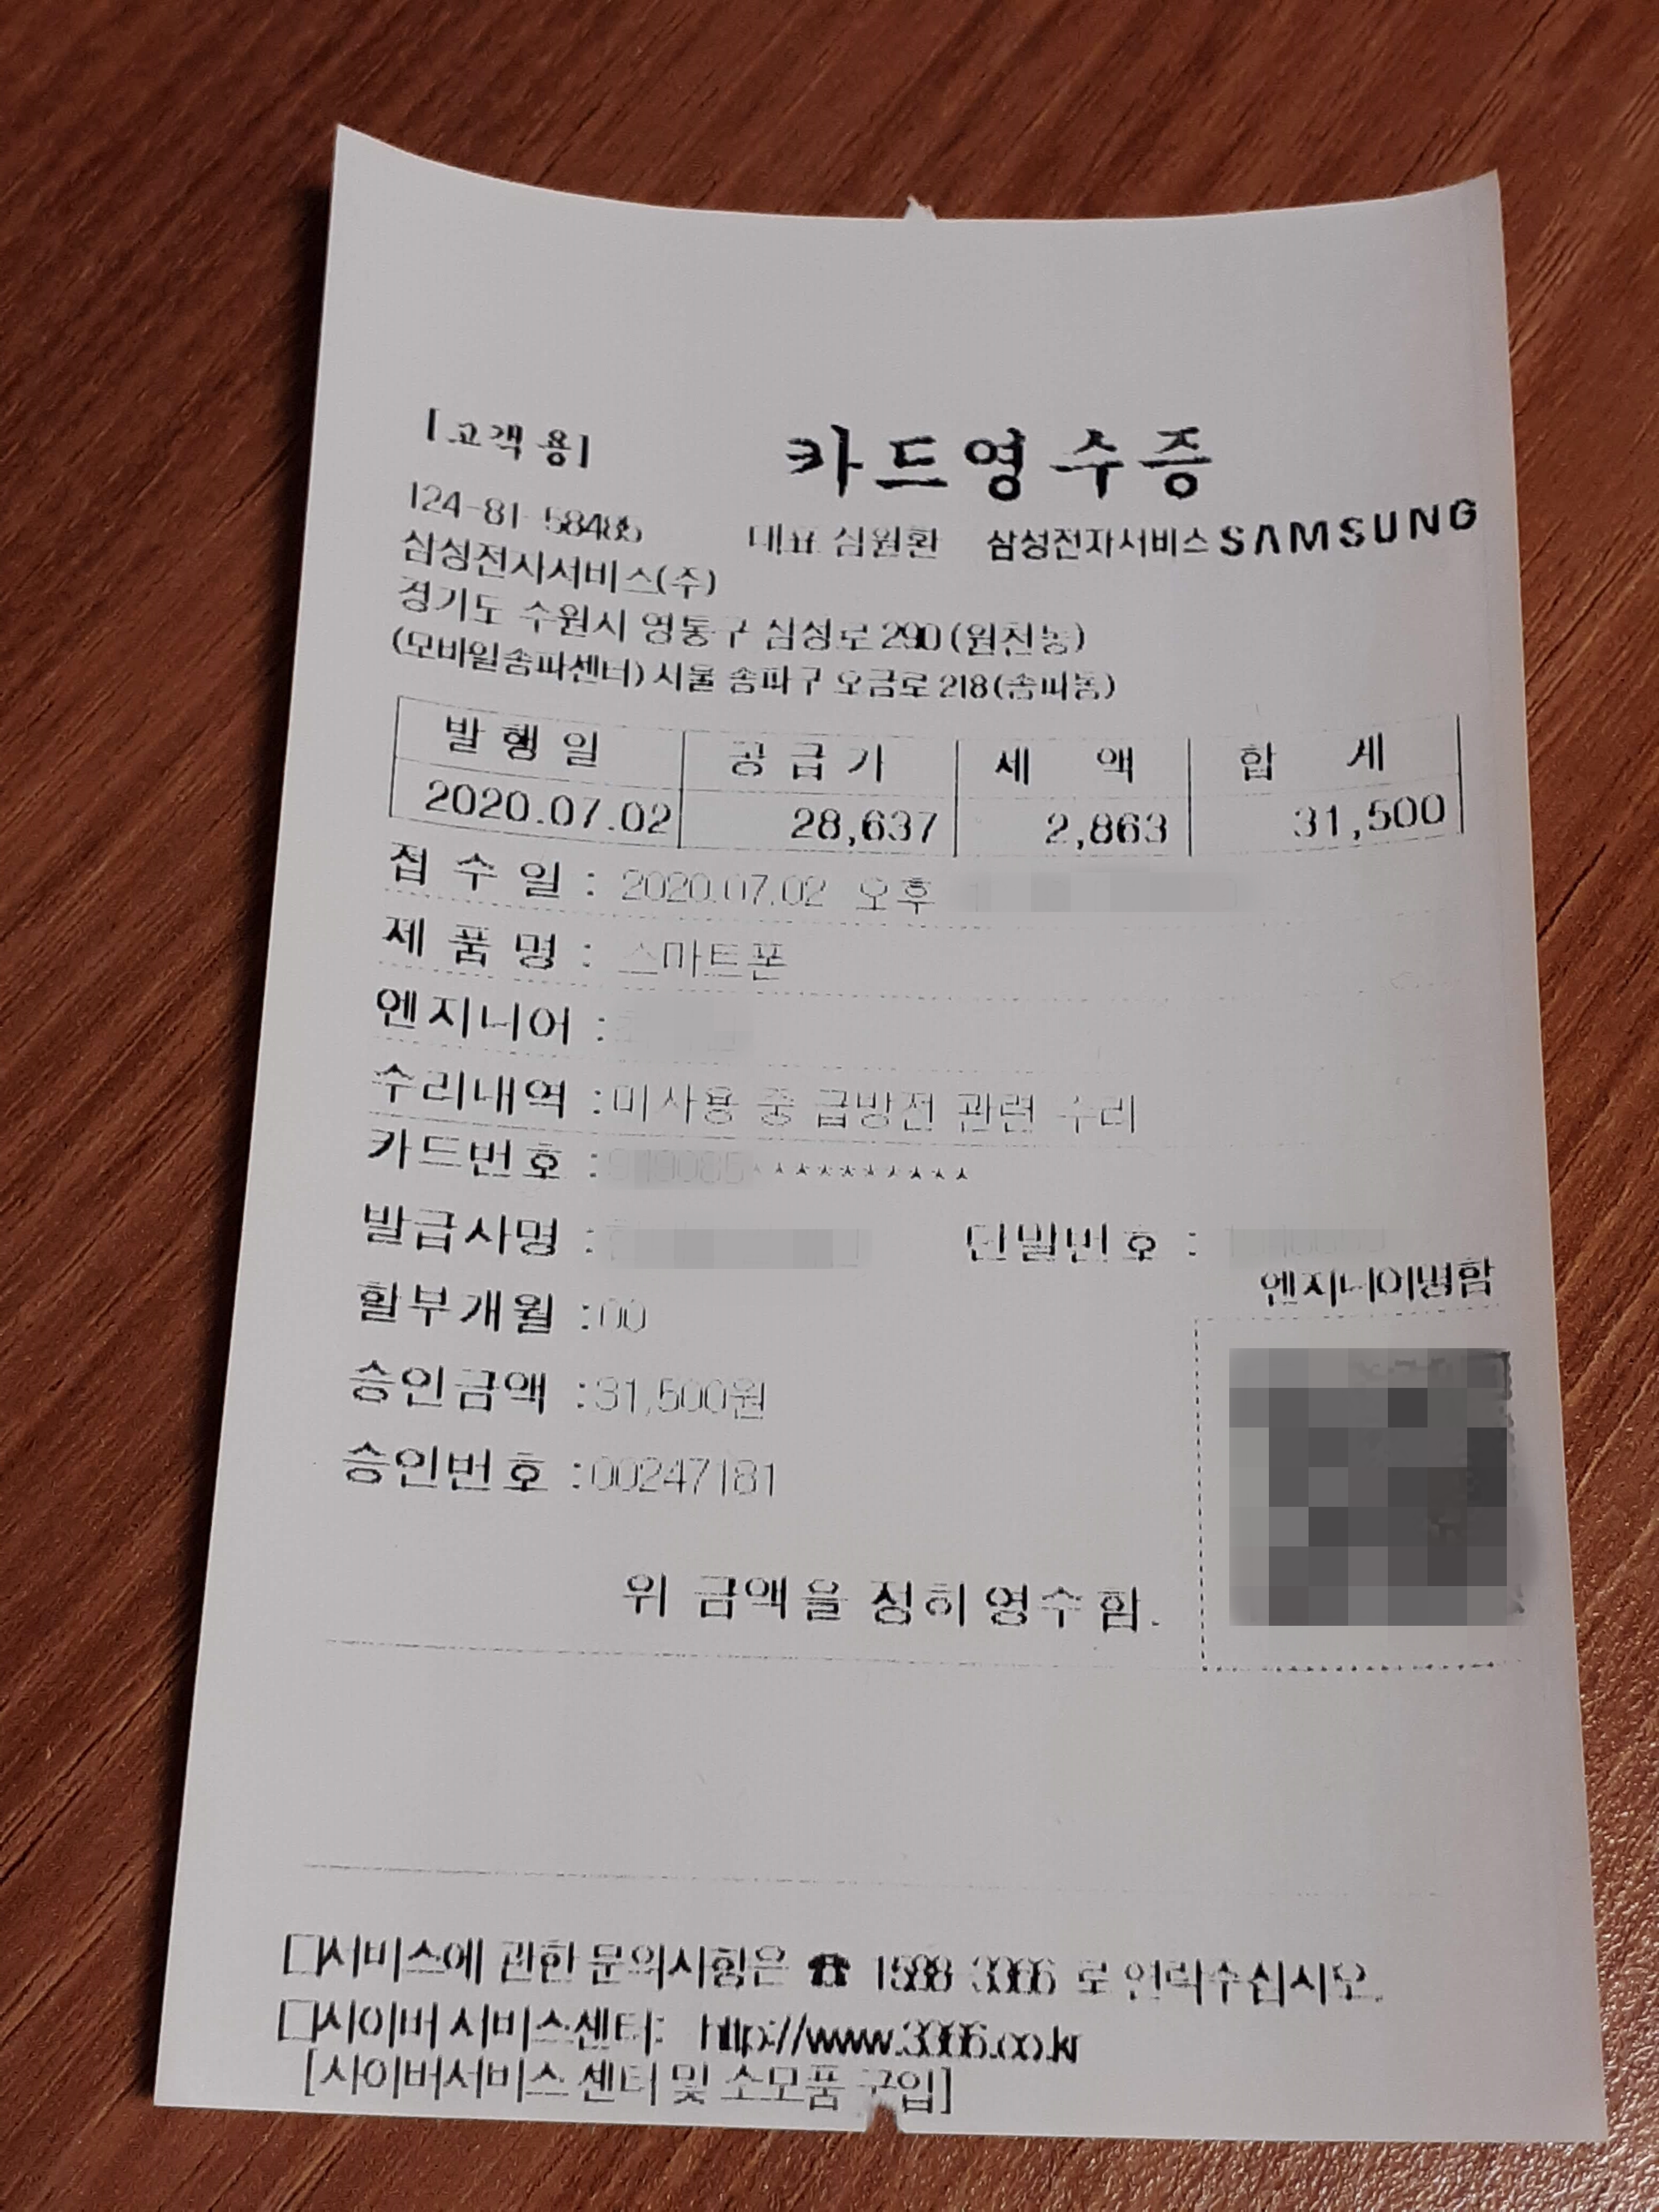 [고객용] 카드영수증
124-81-58485 대표 심원환 삼성전자서비스 SAMSUNG
삼성전자서비스(주)
경기도 수원시 영통구 삼성로 290 (원천동)
(모바일송파센터) 서울 송파구 오금로 218 (송파동)
발행일 공급가 세액 합계
2020.07.02 28,637 2,863 31,500
접수일 : 2020.07.02 오후
제품명 : 스마트폰
엔지니어 :
수리내역 : 미사용 중 급방전 관련 수리
카드번호 : **********
발급사명 : 단말번호 :
엔지니어명함
할부개월 : 00
승인금액 : 31,500원
승인번호 : 00247181
위 금액을 정히 영수함.
□서비스에 관한 문의사항은 ☎ 1588-3366 로 연락주십시오.
□사이버 서비스센터: http://www.3366.co.kr
[사이버서비스 센터 및 소모품 구입]